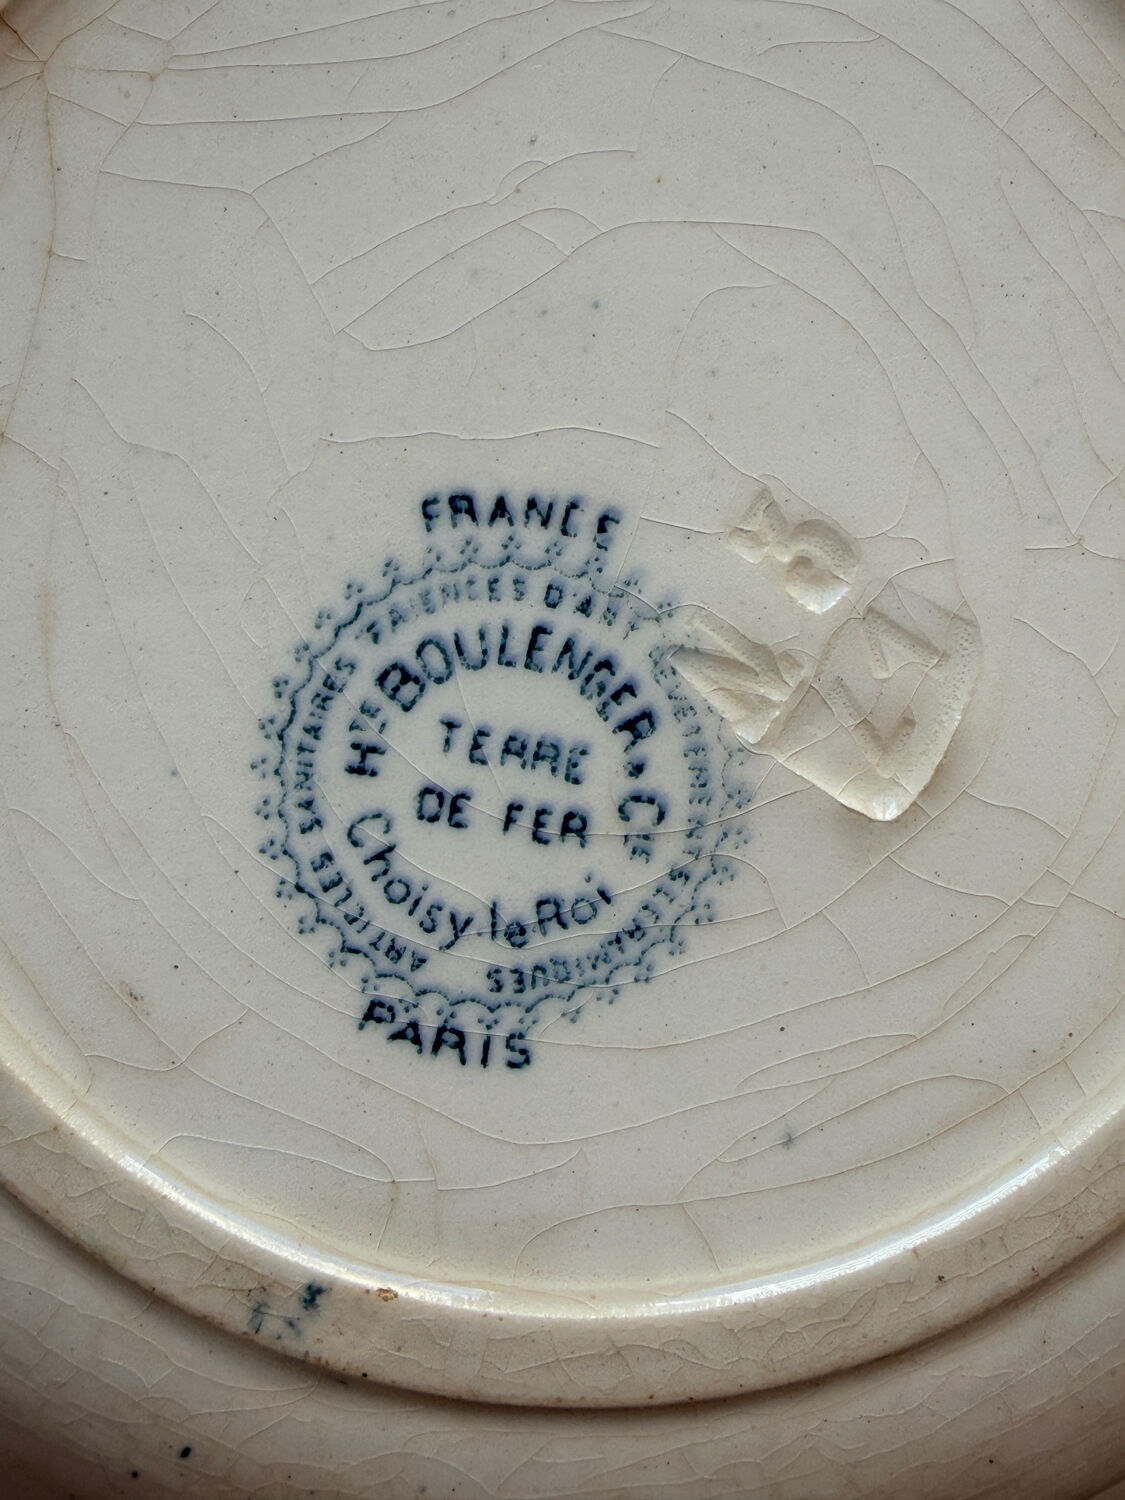 FRANCE
FAIENCES D'ART
REVETEMENTS CERAMIQUES
ARTICLES SANITAIRES
Hte BOULENGER & Cie
TERRE
DE FER
Choisy le Roi
PARIS